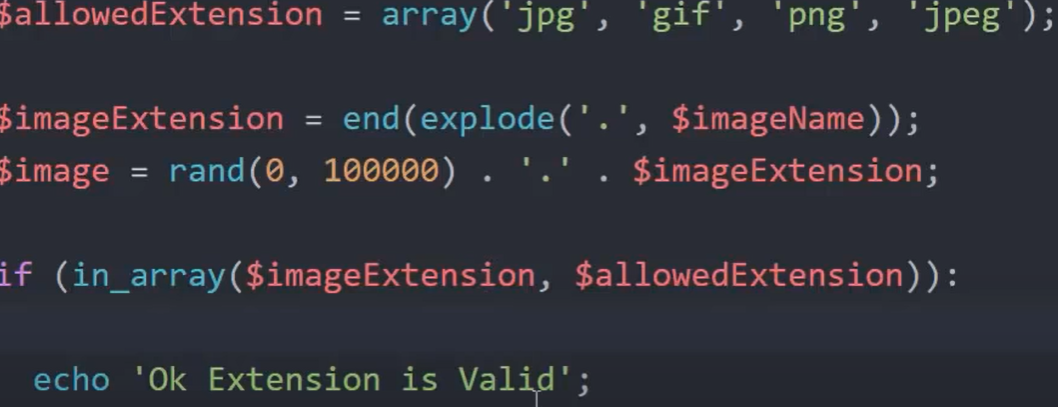 $allowedExtension = array('jpg', 'gif', 'png', 'jpeg');
$imageExtension = end(explode('.', $imageName));
$image = rand(0, 100000) . '.' . $imageExtension;
if (in_array($imageExtension, $allowedExtension)):
echo 'Ok Extension is Valid';